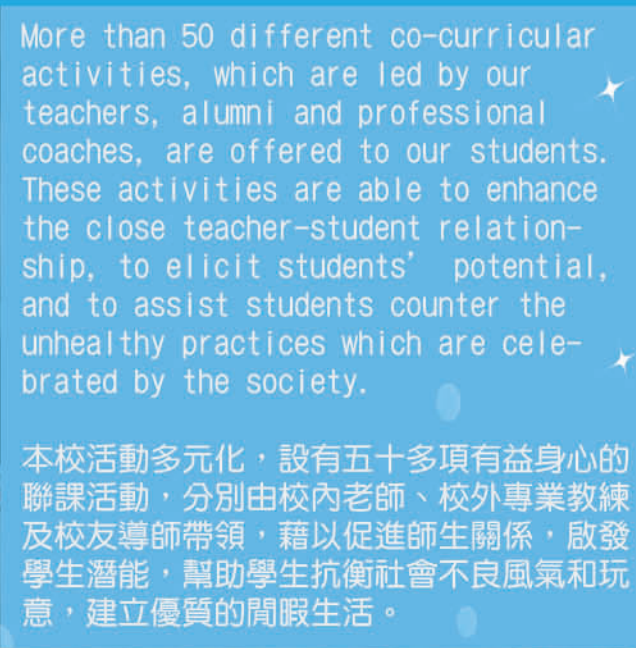 More than 50 different co-curricular
activities, which are led by our
teachers, alumni and professional
coaches, are offered to our students.
These activities are able to enhance
the close teacher-student relation-
ship, to elicit students’ potential,
and to assist students counter the
unhealthy practices which are cele-
brated by the society.
本校活動多元化，設有五十多項有益身心的
聯課活動，分別由校內老師、校外專業教練
及校友導師帶領，藉以促進師生關係，啟發
學生潛能，幫助學生抗衡社會不良風氣和玩
意，建立優質的閒暇生活。